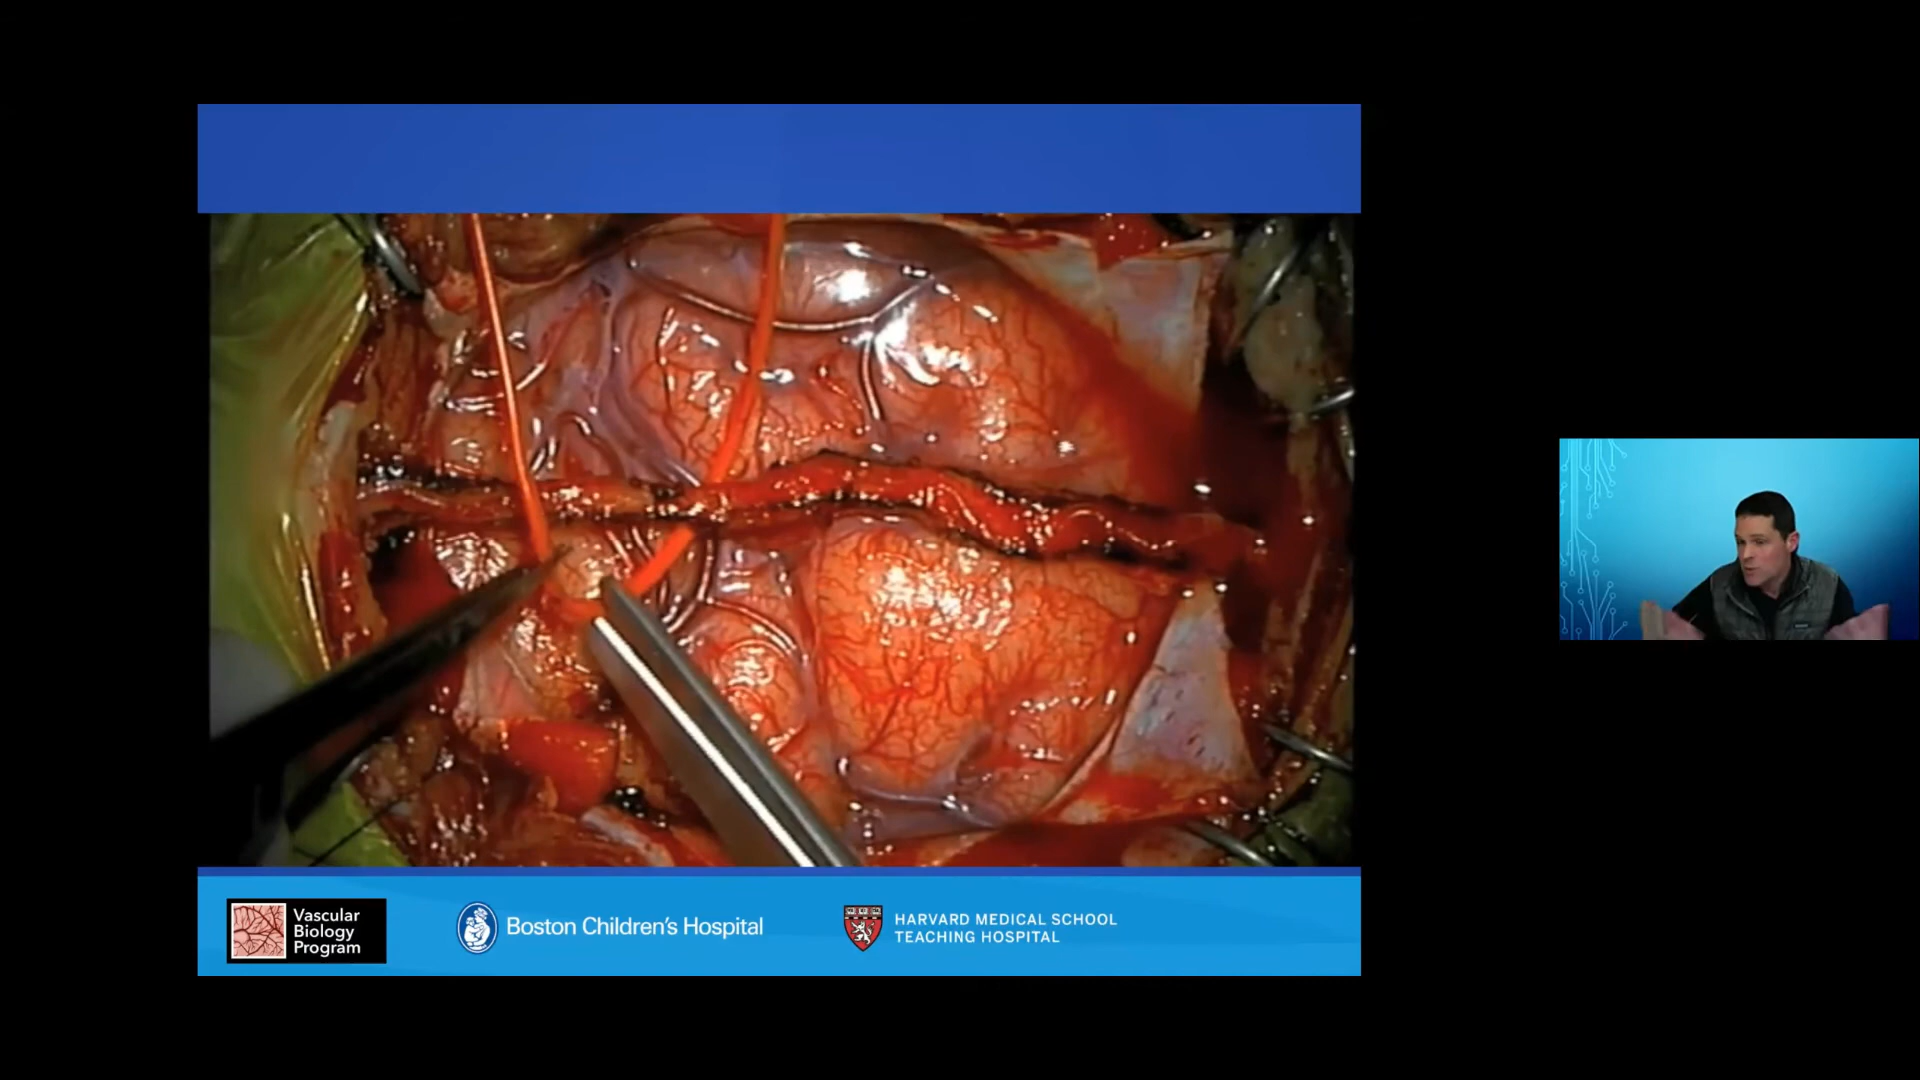 Vascular
Biology
Program
Boston Children's Hospital
HARVARD MEDICAL SCHOOL
TEACHING HOSPITAL